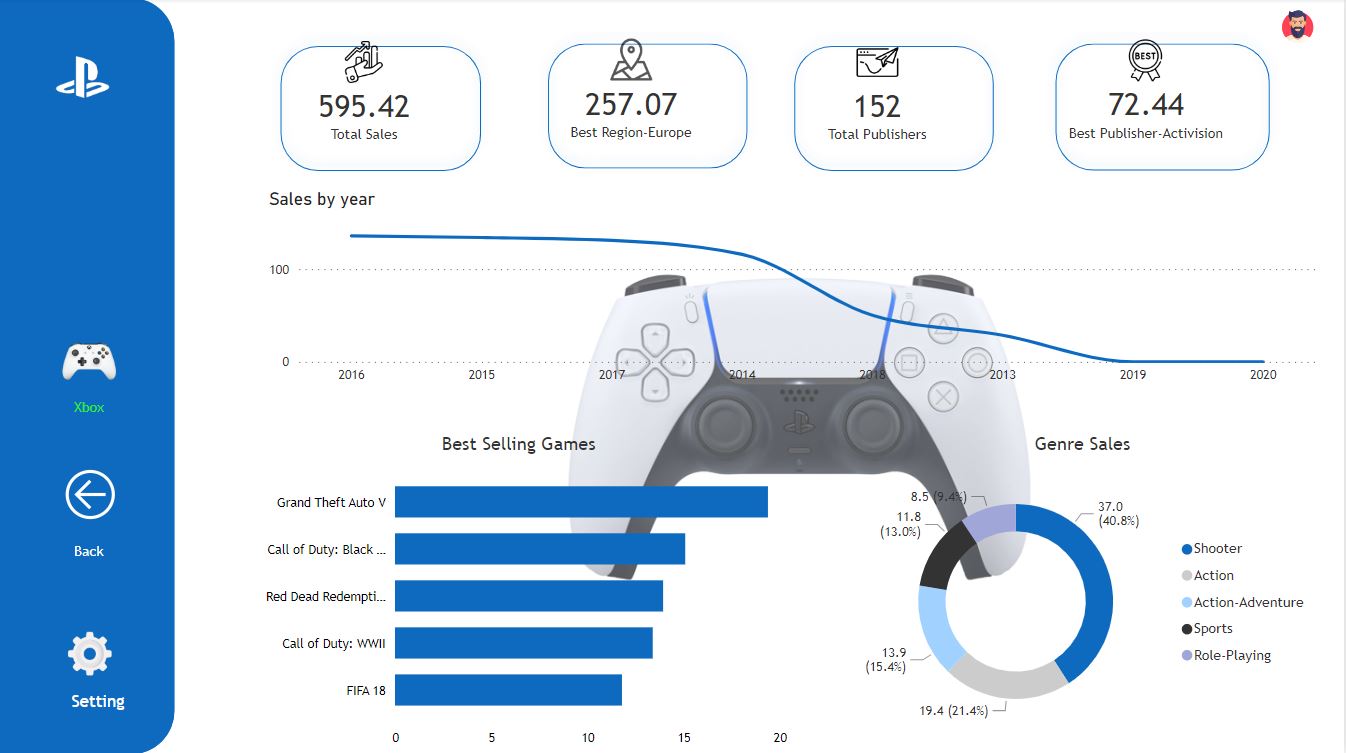 595.42
Total Sales
257.07
Best Region-Europe
152
Total Publishers
BEST
72.44
Best Publisher-Activision
Sales by year
100
0
2016 2015 2017 2014 2018 2013 2019 2020
Xbox
Back
Setting
Best Selling Games
Grand Theft Auto V
Call of Duty: Black ...
Red Dead Redempti...
Call of Duty: WWII
FIFA 18
0 5 10 15 20
Genre Sales
8.5 (9.4%)
37.0
(40.8%)
11.8
(13.0%)
13.9
(15.4%)
19.4 (21.4%)
Shooter
Action
Action-Adventure
Sports
Role-Playing